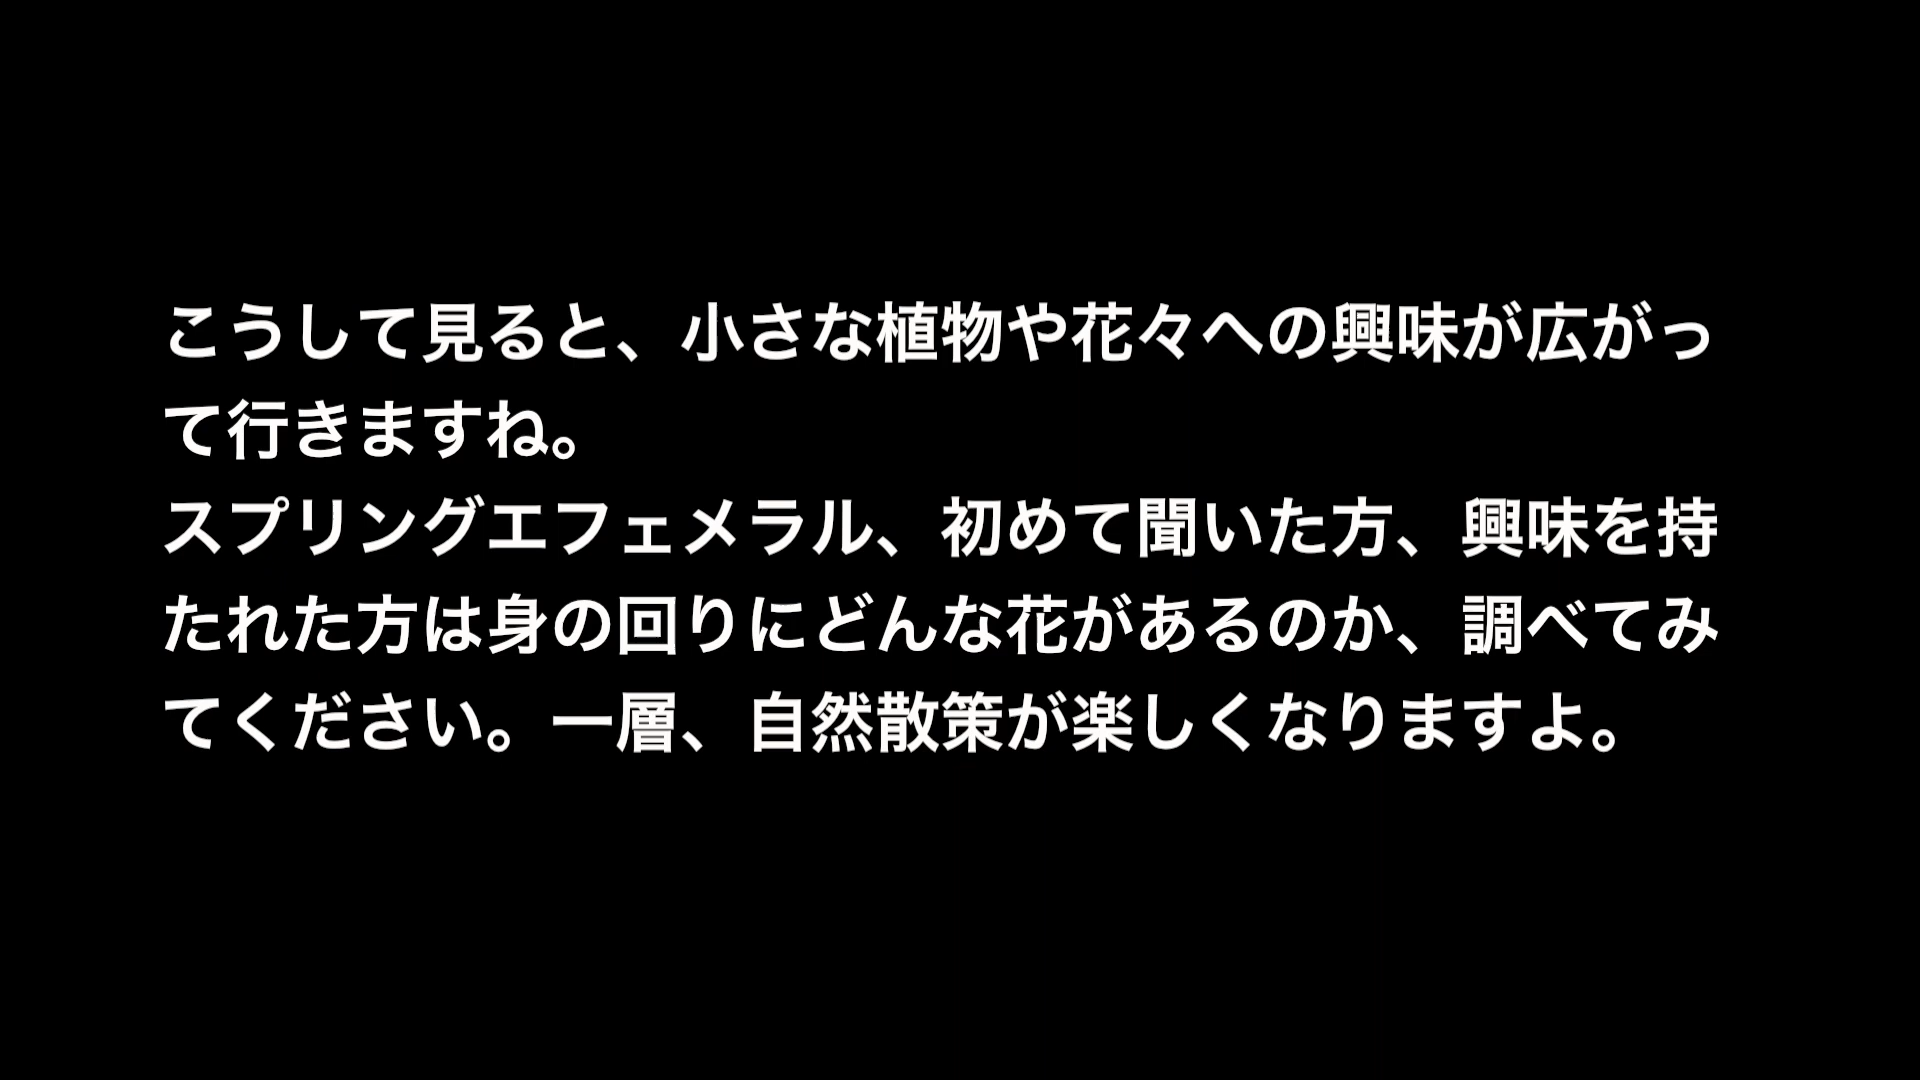 こうして見ると、小さな植物や花々への興味が広がっ
て行きますね。
スプリングエフェメラル、初めて聞いた方、興味を持
たれた方は身の回りにどんな花があるのか、調べてみ
てください。一層、自然散策が楽しくなりますよ。